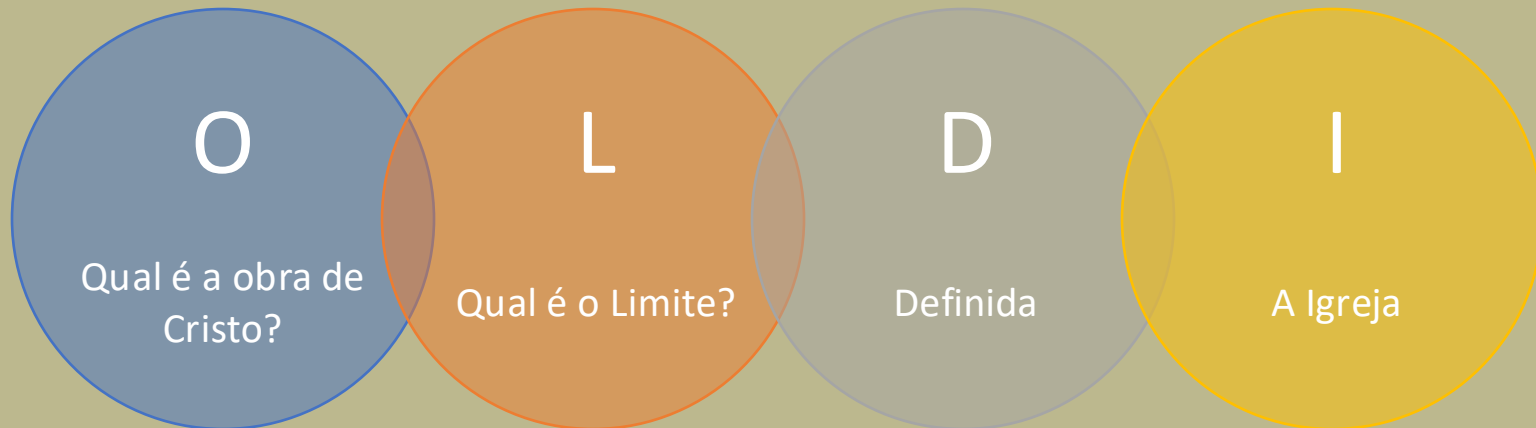 O
Qual é a obra de
Cristo?
L
Qual é o Limite?
D
Definida
I
A Igreja